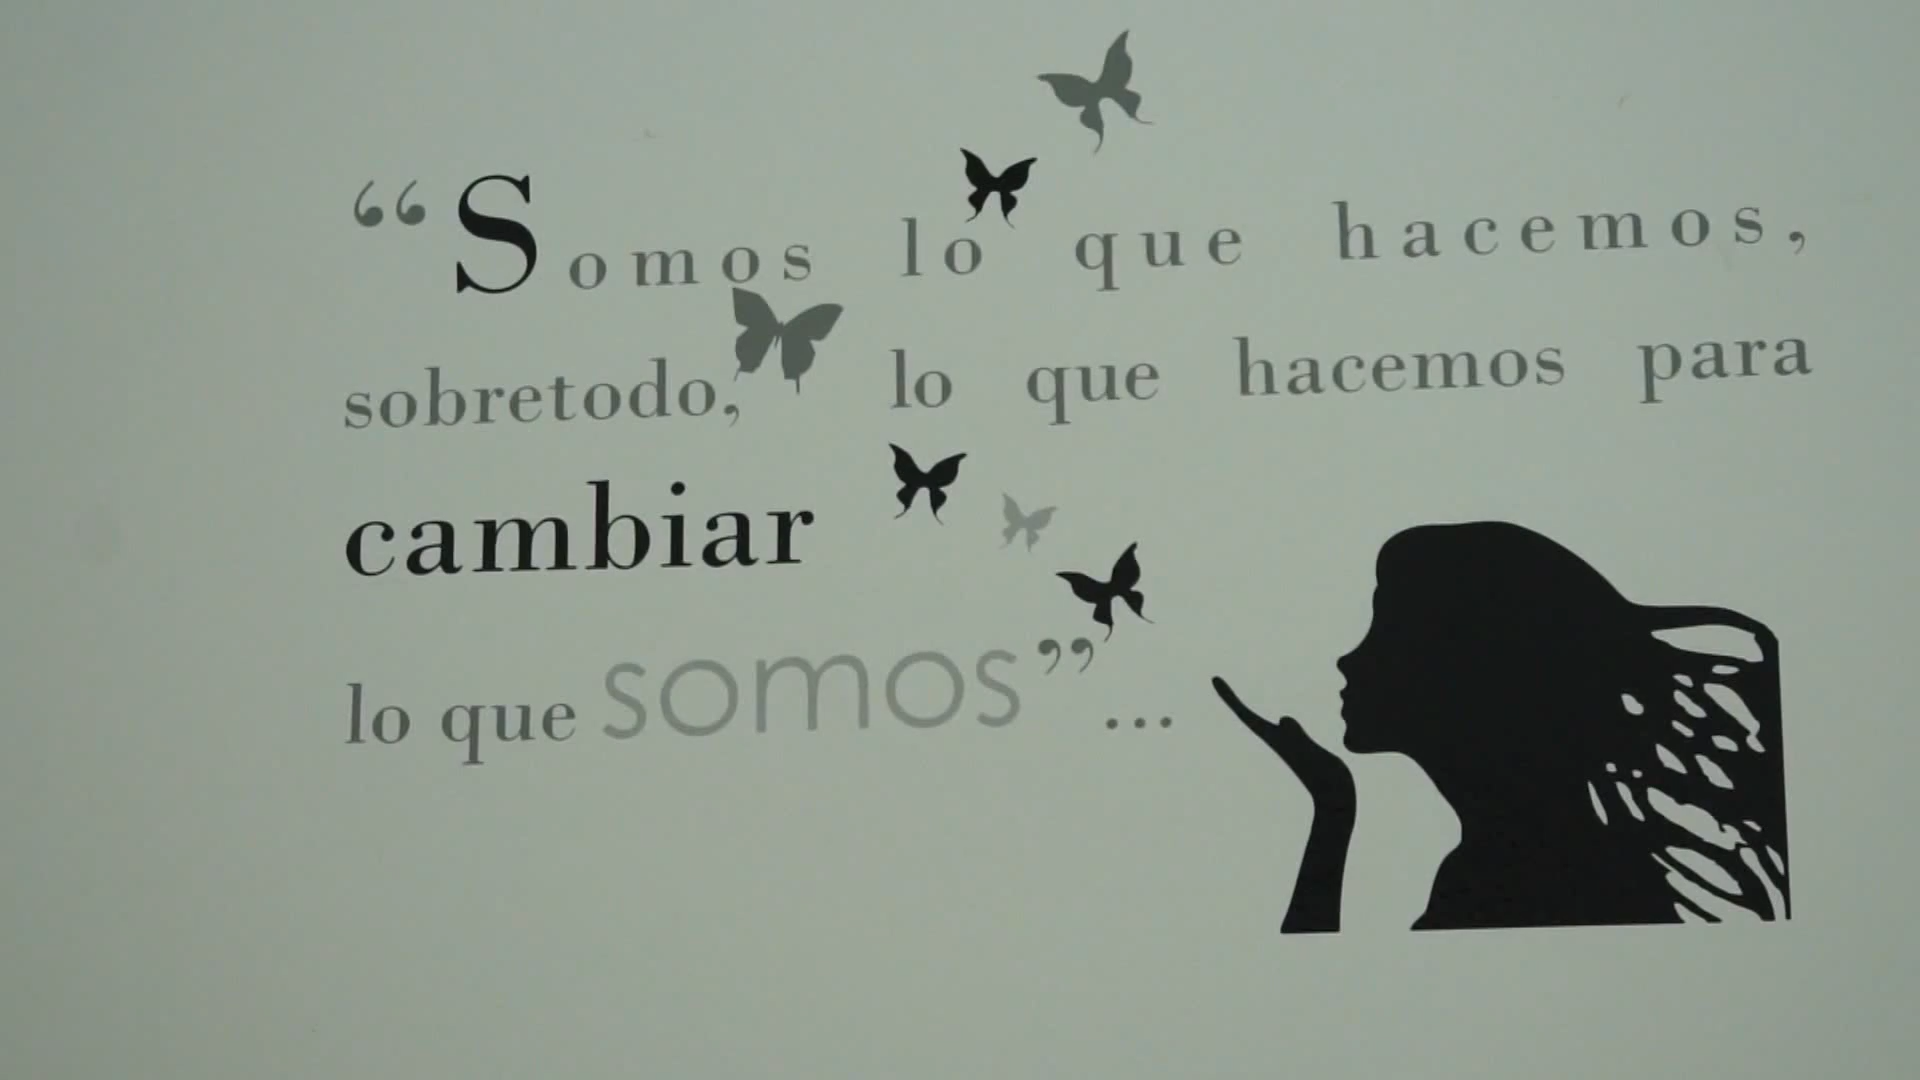 “Somos lo que hacemos,
sobretodo, lo que hacemos para
cambiar
lo que somos”...